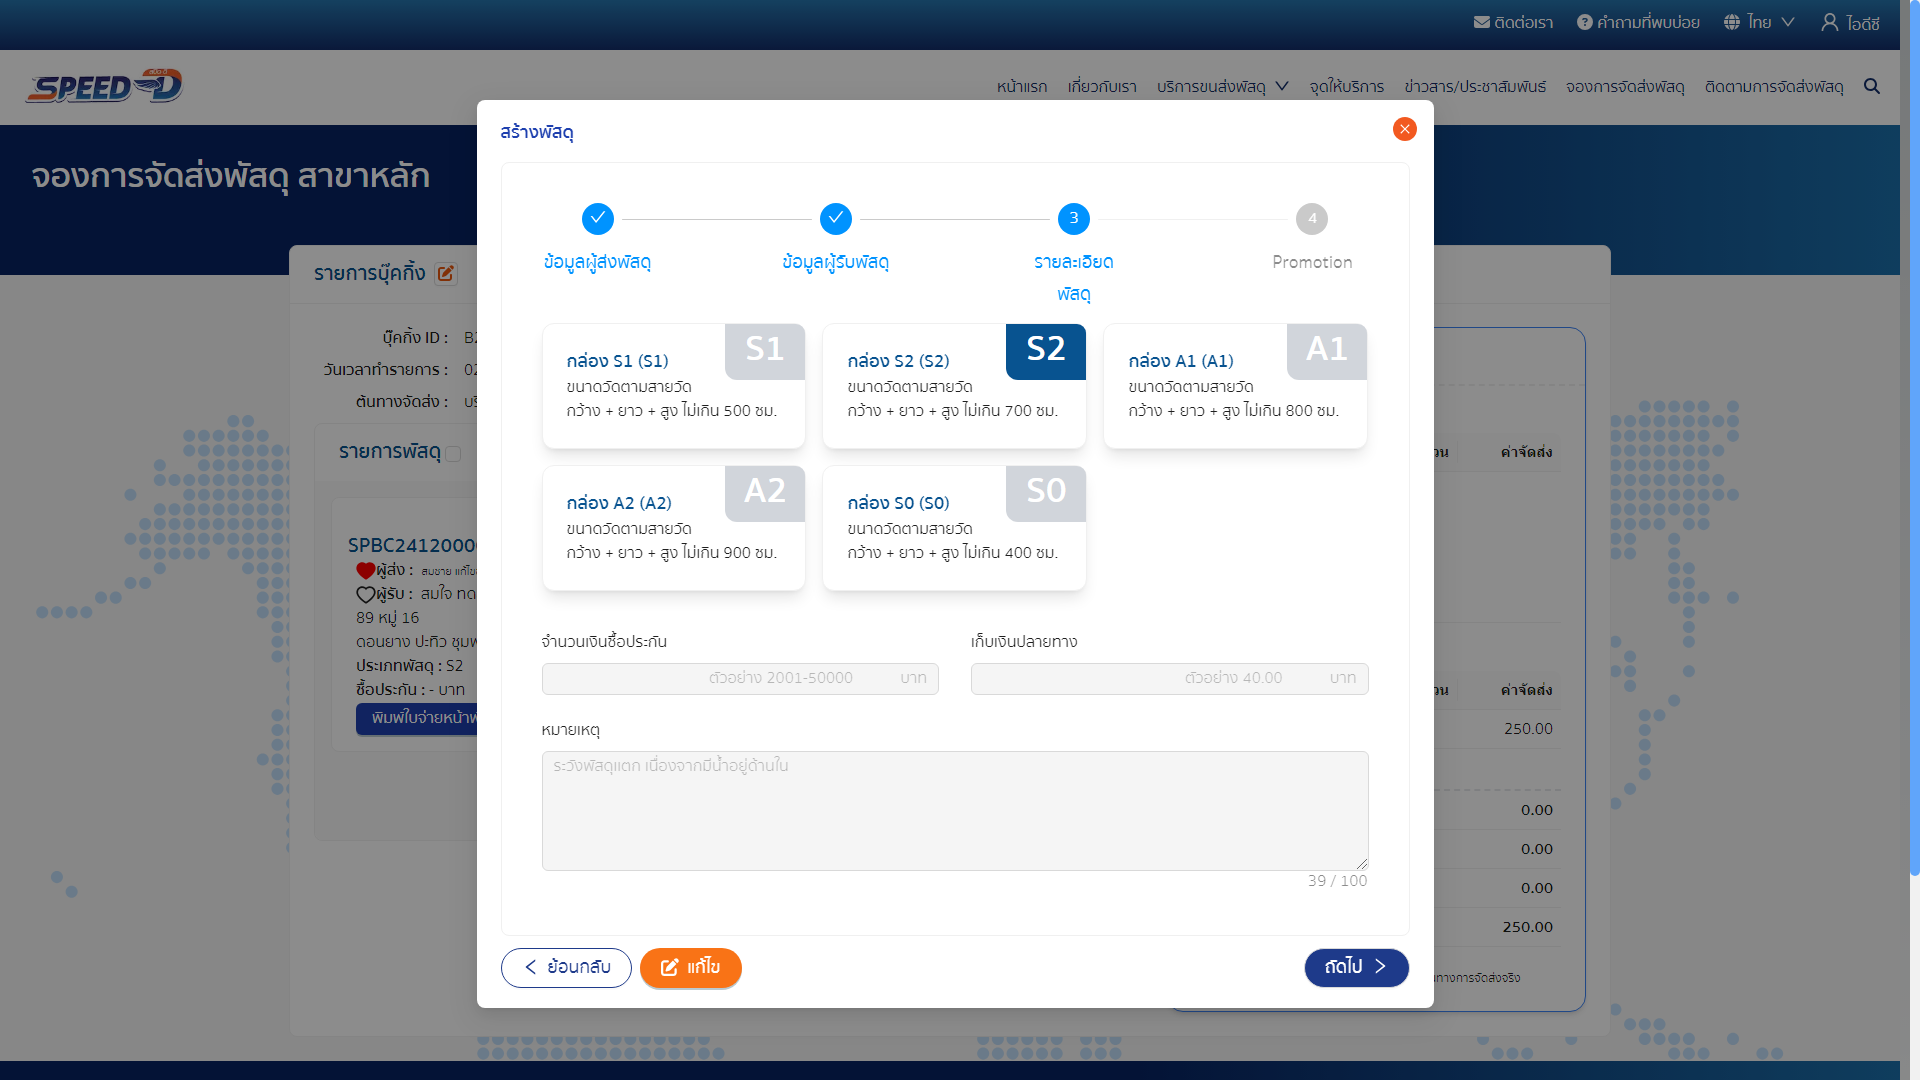 ติดต่อเรา
คำถามที่พบบ่อย
ไทย
ไอดีซี
SPEED-D
หน้าแรก
เกี่ยวกับเรา
บริการขนส่งพัสดุ
จุดให้บริการ
ข่าวสาร/ประชาสัมพันธ์
จองการจัดส่งพัสดุ
ติดตามการจัดส่งพัสดุ
จองการจัดส่งพัสดุ สาขาหลัก
สร้างพัสดุ
3
4
ข้อมูลผู้ส่งพัสดุ
ข้อมูลผู้รับพัสดุ
รายละเอียด
พัสดุ
Promotion
รายการบุ๊คกิ้ง
บุ๊คกิ้ง ID :
วันเวลาทำรายการ : 02
ต้นทางจัดส่ง :
รายการพัสดุ
SPBC2412000
ผู้ส่ง : สมชาย แก้ไข
ผู้รับ : สมใจ
89 หมู่ 16
ดอนยาง ปะทิว
ประเภทพัสดุ : S2
ซื้อประกัน : - บาท
กล่อง S1 (S1)
S1
ขนาดวัดตามสายวัด
กว้าง + ยาว + สูง ไม่เกิน 500 ซม.
กล่อง S2 (S2)
S2
ขนาดวัดตามสายวัด
กว้าง + ยาว + สูง ไม่เกิน 700 ซม.
กล่อง A1 (A1)
A1
ขนาดวัดตามสายวัด
กว้าง + ยาว + สูง ไม่เกิน 800 ซม.
กล่อง A2 (A2)
A2
ขนาดวัดตามสายวัด
กว้าง + ยาว + สูง ไม่เกิน 900 ซม.
กล่อง S0 (S0)
S0
ขนาดวัดตามสายวัด
กว้าง + ยาว + สูง ไม่เกิน 400 ซม.
จำนวนเงินซื้อประกัน
ตัวอย่าง 2001-50000 บาท
เก็บเงินปลายทาง
ตัวอย่าง 40.00 บาท
หมายเหตุ
ระวังพัสดุแตก เนื่องจากมีน้ำอยู่ด้านใน
39 / 100
ย้อนกลับ
แก้ไข
ถัดไป
ค่าจัดส่ง
ค่าจัดส่ง
250.00
0.00
0.00
0.00
250.00
ทางการจัดส่งจริง